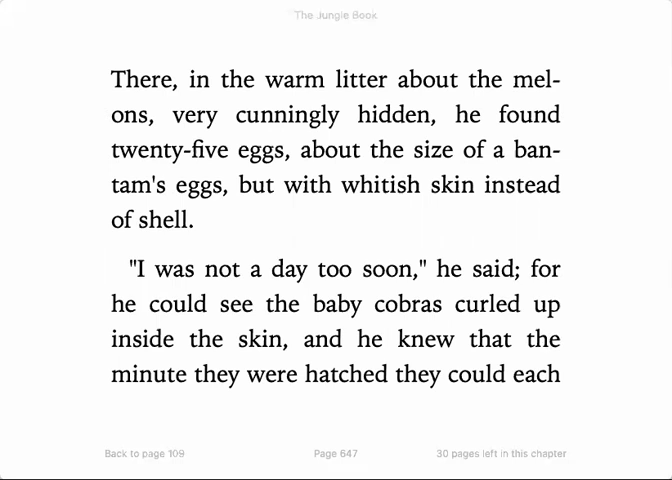 The Jungle Book
There, in the warm litter about the mel-
ons, very cunningly hidden, he found
twenty-five eggs, about the size of a ban-
tam's eggs, but with whitish skin instead
of shell.
"I was not a day too soon," he said; for
he could see the baby cobras curled up
inside the skin, and he knew that the
minute they were hatched they could each
Back to page 109 Page 647 30 pages left in this chapter